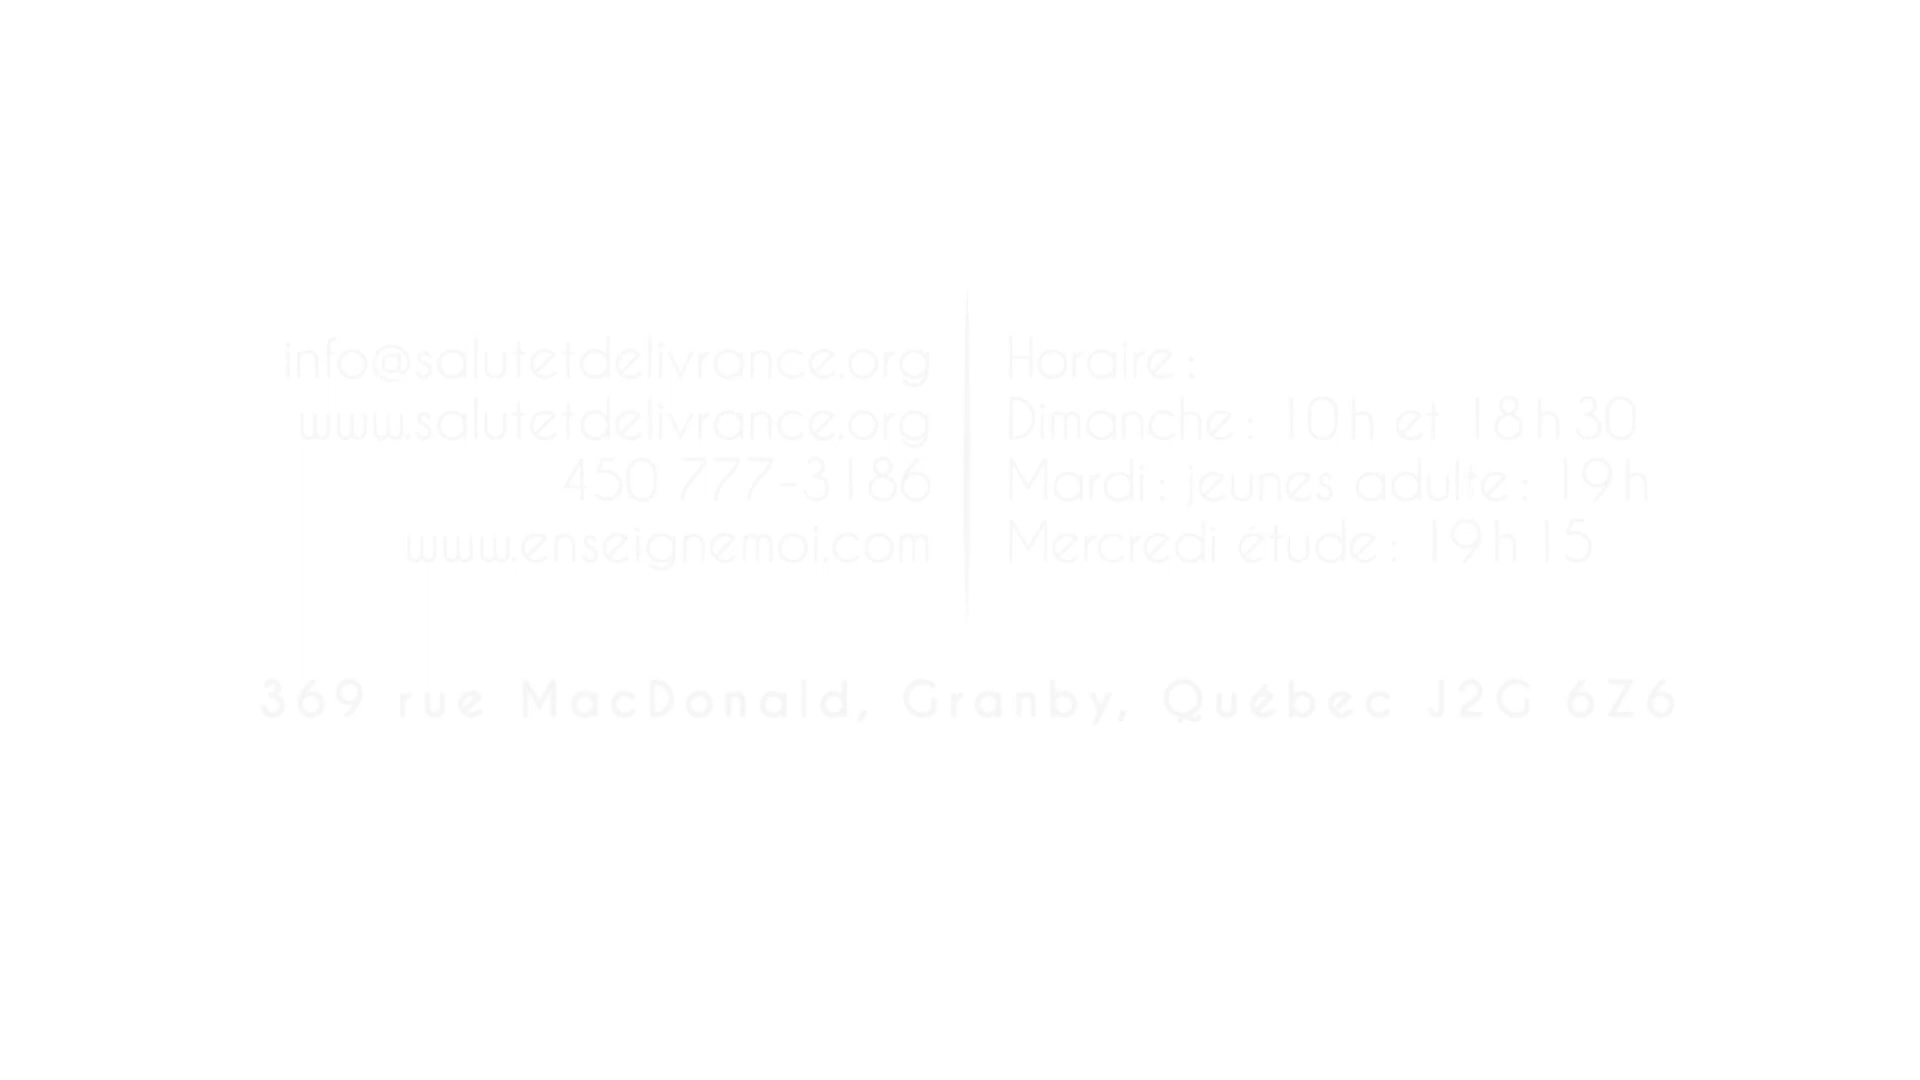 info@salutetdelivrance.org
www.salutetdelivrance.org
450 777-3186
www.enseignemoi.com
Horaire :
Dimanche : 10 h et 18 h 30
Mardi : jeunes adulte : 19 h
Mercredi étude : 19 h 15
369 rue MacDonald, Granby, Québec J2G 6Z6